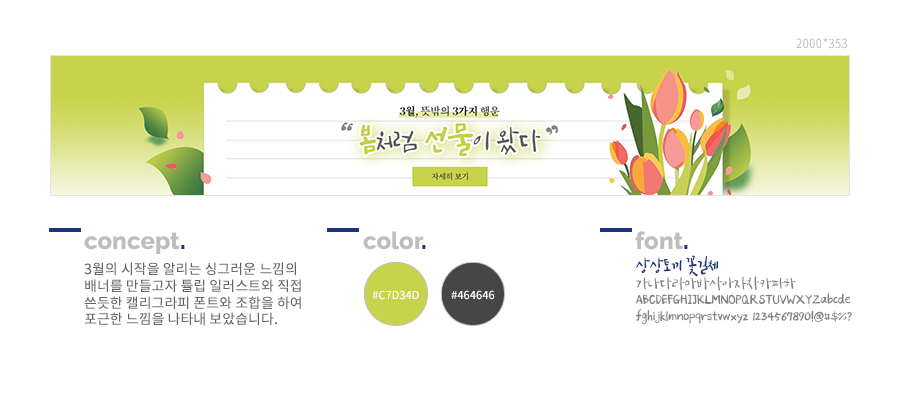 2000*353
3월, 뜻밖의 3가지 행운
“봄처럼 선물이 왔다”
자세히 보기
concept.
3월의 시작을 알리는 싱그러운 느낌의
배너를 만들고자 튤립 일러스트와 직접
쓴듯한 캘리그라피 폰트와 조합을 하여
포근한 느낌을 나타내 보았습니다.
color.
#C7D34D
#464646
font.
상상토끼 꽃길체
가나다라마바사아자차카파하
ABCDEFGHIJKLMNOPQRSTUVWXYZabcde
fghijklmnopqrstuvwxyz 1234567890!@#$%?